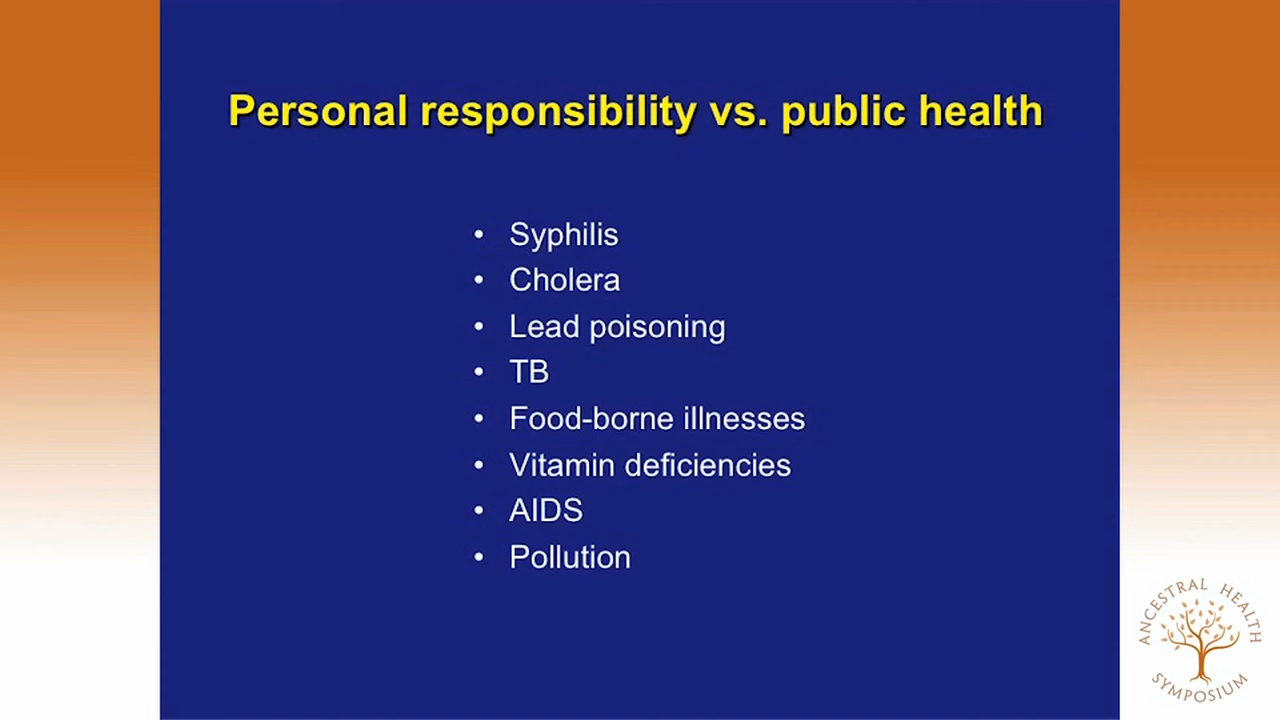 Personal responsibility vs. public health
• Syphilis
• Cholera
• Lead poisoning
• TB
• Food-borne illnesses
• Vitamin deficiencies
• AIDS
• Pollution
ANCESTRAL HEALTH
SYMPOSIUM